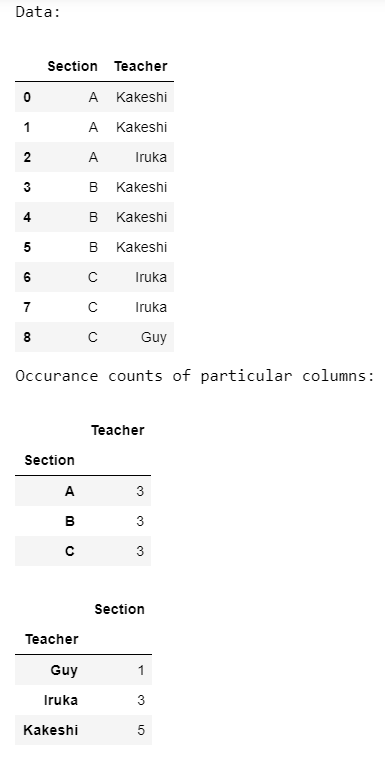 Data:
Section Teacher
0 A Kakeshi
1 A Kakeshi
2 A Iruka
3 B Kakeshi
4 B Kakeshi
5 B Kakeshi
6 C Iruka
7 C Iruka
8 C Guy
Occurance counts of particular columns:
Teacher
Section
A 3
B 3
C 3
Section
Teacher
Guy 1
Iruka 3
Kakeshi 5